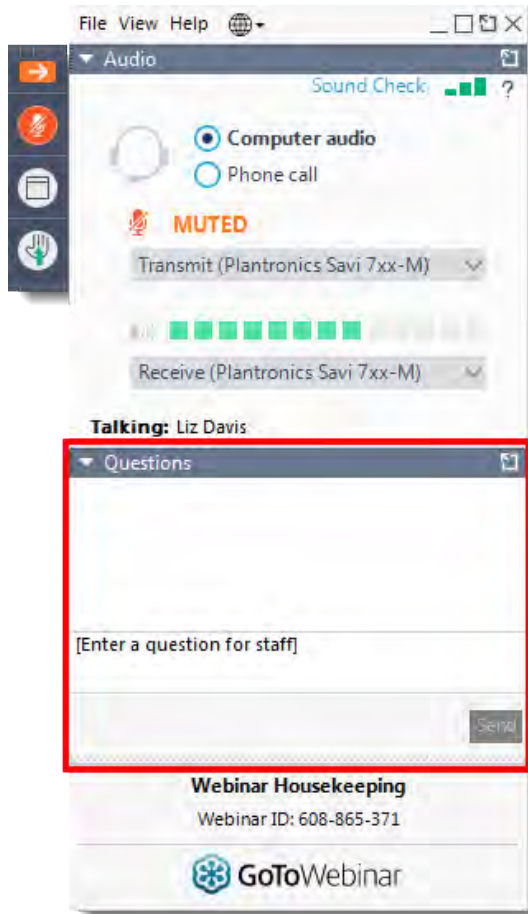 File View Help
Audio
Sound Check ?
Computer audio
Phone call
MUTED
Transmit (Plantronics Savi 7xx-M)
Receive (Plantronics Savi 7xx-M)
Talking: Liz Davis
Questions
[Enter a question for staff]
Send
Webinar Housekeeping
Webinar ID: 608-865-371
GoToWebinar